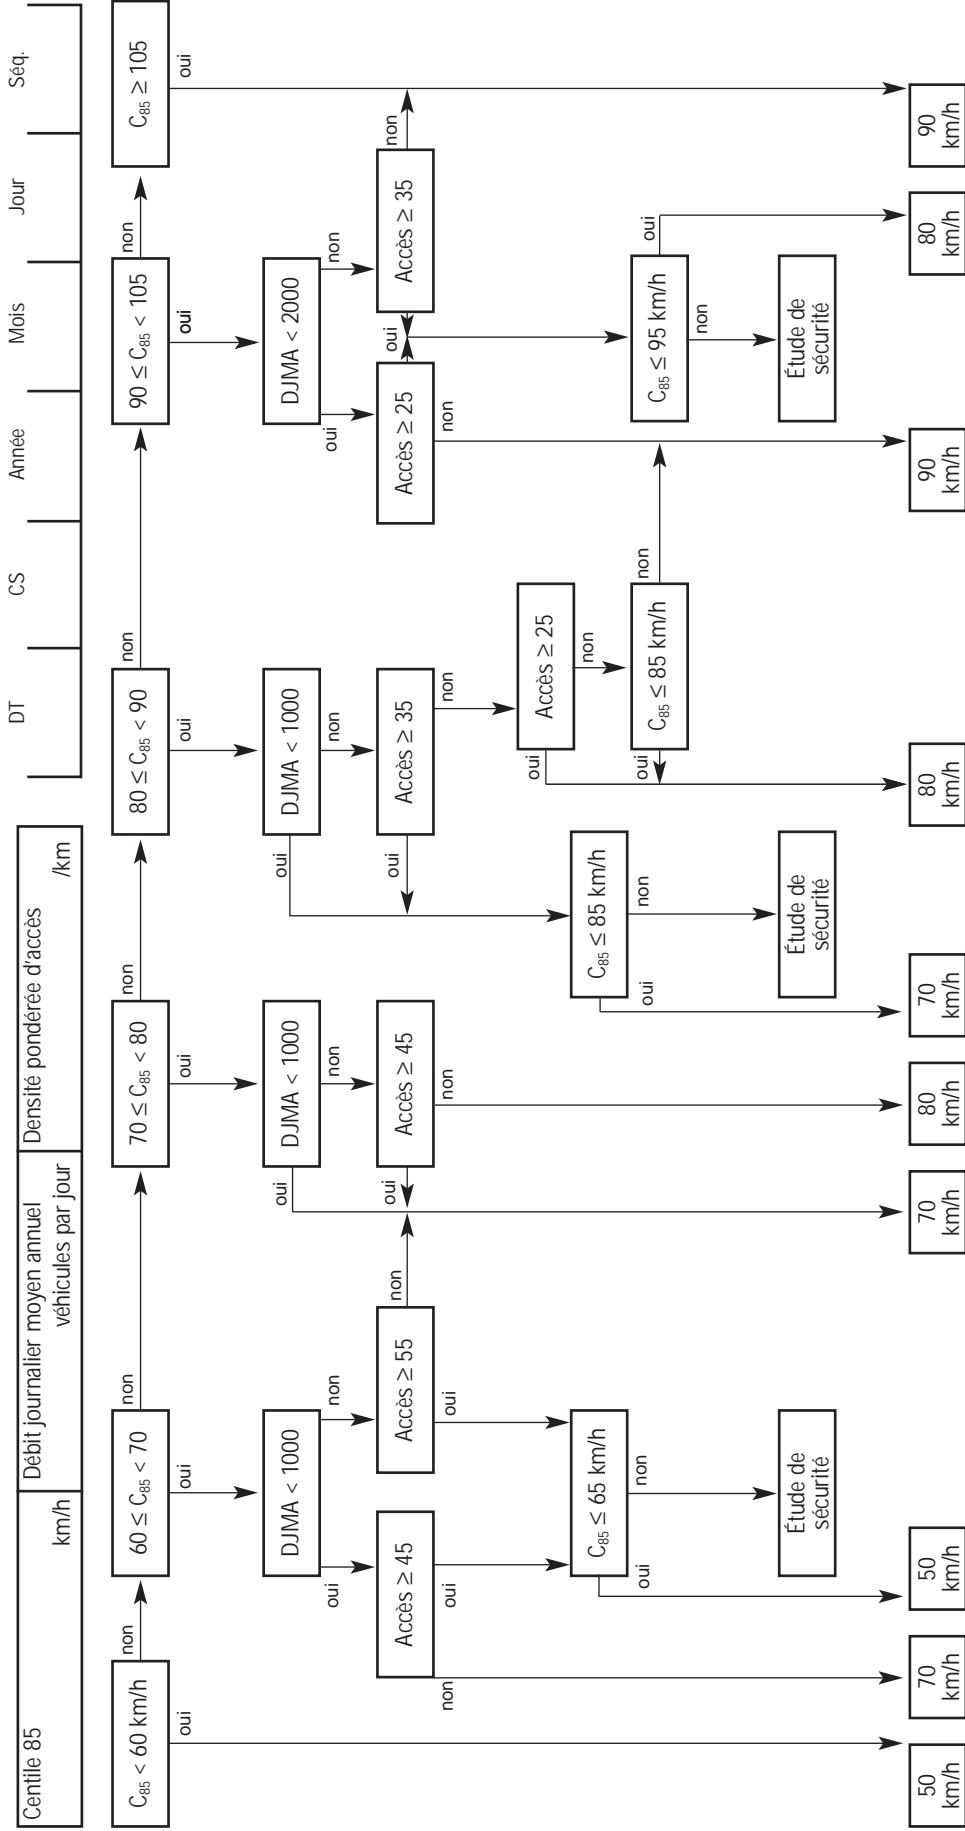 Centile 85
km/h
Débit journalier moyen annuel
véhicules par jour
Densité pondérée d'accès
/km
DT
CS
Année
Mois
Jour
Séq.
C85 < 60 km/h
non
60 ≤ C85 < 70
non
70 ≤ C85 < 80
non
80 ≤ C85 < 90
non
90 ≤ C85 < 105
non
C85 ≥ 105
oui
oui
oui
oui
oui
oui
DJMA < 1000
DJMA < 1000
DJMA < 1000
DJMA < 2000
oui
non
oui
non
oui
non
oui
non
Accès ≥ 45
Accès ≥ 55
non
Accès ≥ 45
oui
Accès ≥ 35
oui
Accès ≥ 25
oui
Accès ≥ 35
non
non
oui
oui
non
non
non
Accès ≥ 25
oui
non
C85 ≤ 65 km/h
oui
non
C85 ≤ 85 km/h
oui
non
C85 ≤ 85 km/h
oui
non
C85 ≤ 95 km/h
oui
non
Étude de
sécurité
Étude de
sécurité
Étude de
sécurité
50
km/h
70
km/h
50
km/h
70
km/h
80
km/h
70
km/h
80
km/h
90
km/h
80
km/h
90
km/h